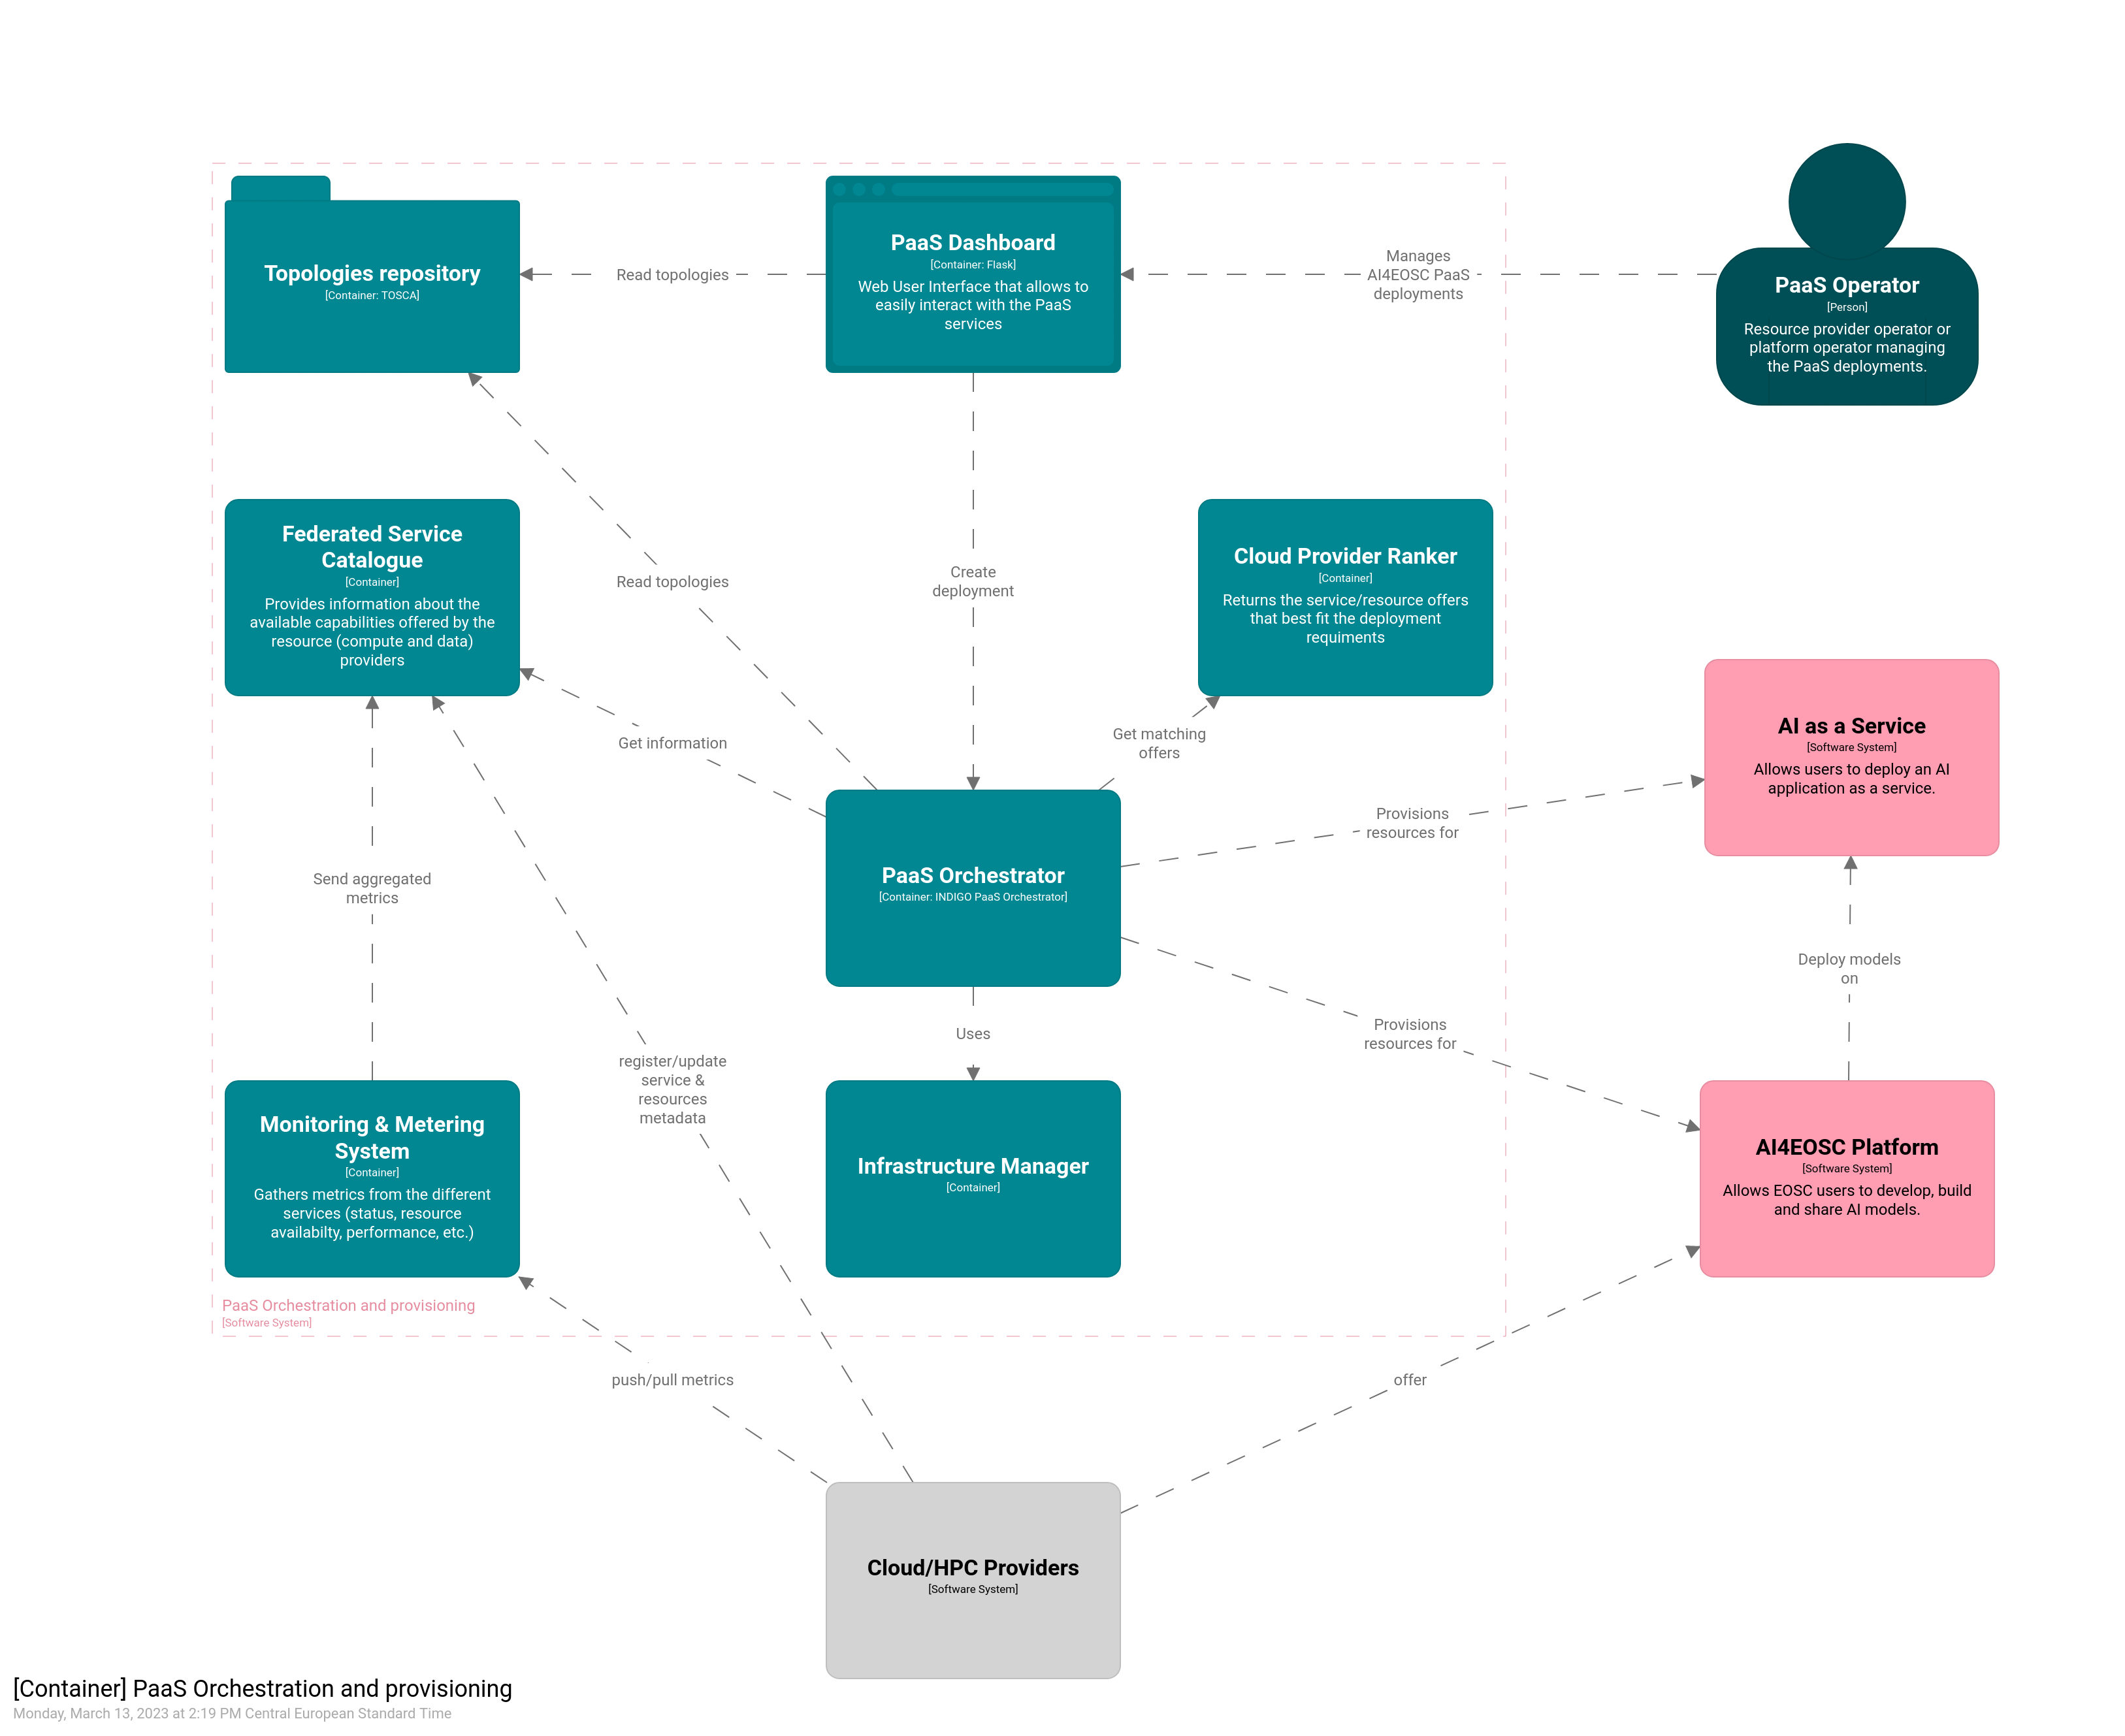 Topologies repository
[Container: TOSCA]
Read topologies
PaaS Dashboard
[Container: Flask]
Web User Interface that allows to
easily interact with the PaaS
services
Manages
AI4EOSC PaaS
deployments
PaaS Operator
[Person]
Resource provider operator or
platform operator managing
the PaaS deployments.
Federated Service
Catalogue
[Container]
Provides information about the
available capabilities offered by the
resource (compute and data)
providers
Read topologies
Create
deployment
Cloud Provider Ranker
[Container]
Returns the service/resource offers
that best fit the deployment
requiments
Get information
Get matching
offers
AI as a Service
[Software System]
Allows users to deploy an AI
application as a service.
Provisions
resources for
Send aggregated
metrics
PaaS Orchestrator
[Container: INDIGO PaaS Orchestrator]
Deploy models
on
Provisions
resources for
Uses
register/update
service &
resources
metadata
Monitoring & Metering
System
[Container]
Gathers metrics from the different
services (status, resource
availabilty, performance, etc.)
Infrastructure Manager
[Container]
AI4EOSC Platform
[Software System]
Allows EOSC users to develop, build
and share AI models.
PaaS Orchestration and provisioning
[Software System]
push/pull metrics
offer
Cloud/HPC Providers
[Software System]
[Container] PaaS Orchestration and provisioning
Monday, March 13, 2023 at 2:19 PM Central European Standard Time